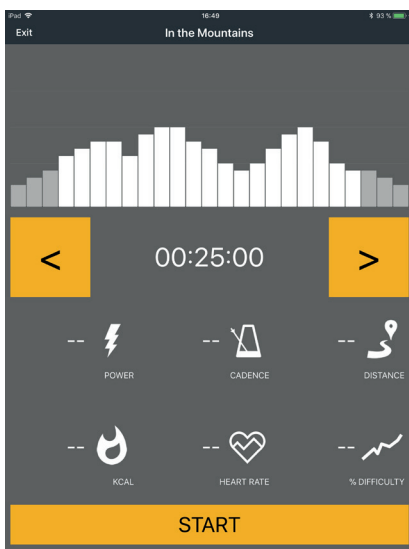 iPad 16:49 93 %
Exit In the Mountains
< 00:25:00 >
-- -- --
POWER CADENCE DISTANCE
-- -- --
KCAL HEART RATE % DIFFICULTY
START